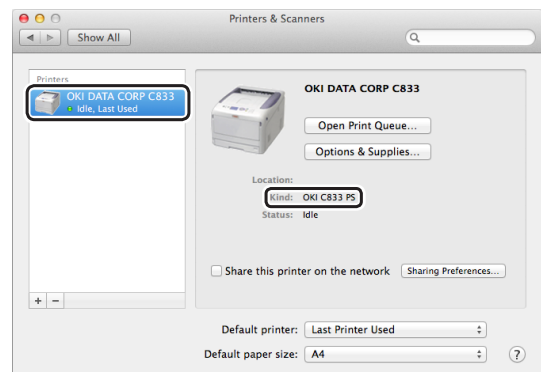 Printers & Scanners
Show All
Printers
OKI DATA CORP C833
Idle, Last Used
OKI DATA CORP C833
Open Print Queue...
Options & Supplies...
Location:
Kind: OKI C833 PS
Status: Idle
Share this printer on the network Sharing Preferences...
+ −
Default printer: Last Printer Used
Default paper size: A4 ?